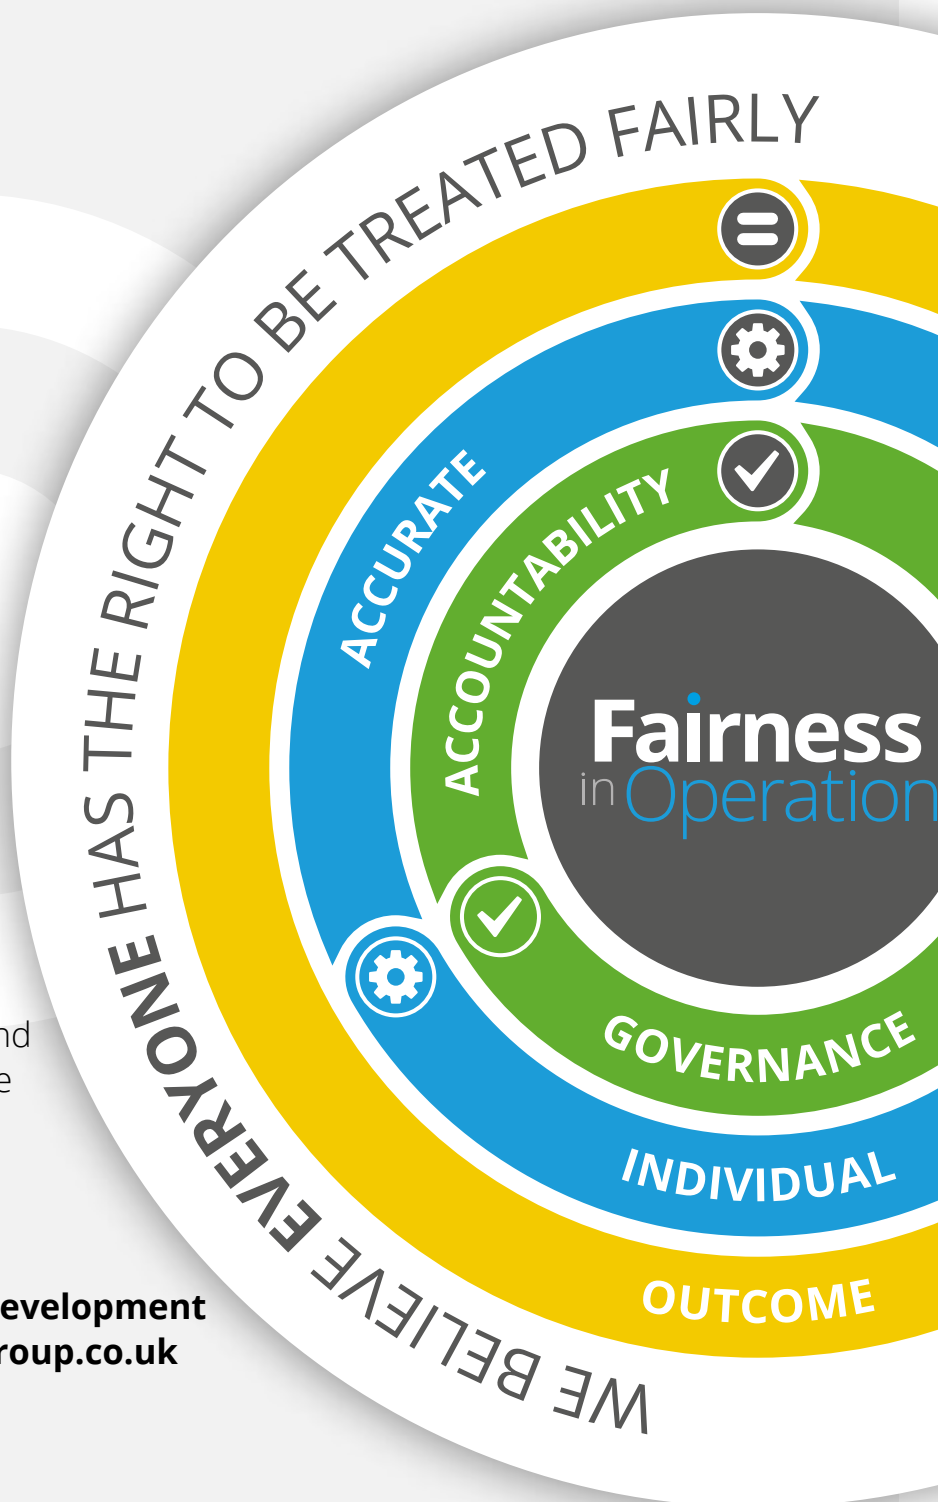 WE BELIEVE EVERYONE HAS THE RIGHT TO BE TREATED FAIRLY
ACCURATE
ACCOUNTABILITY
Fairness
in Operation
GOVERNANCE
INDIVIDUAL
OUTCOME
nd
e
evelopment
roup.co.uk